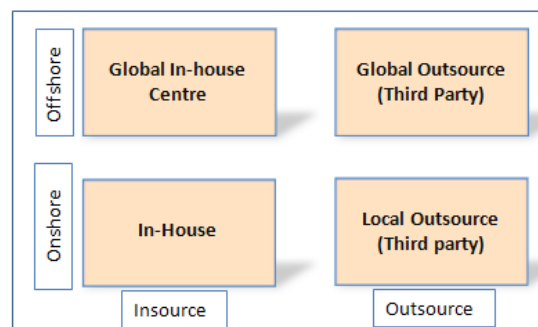 Offshore
Global In-house
Centre
Global Outsource
(Third Party)
Onshore
In-House
Local Outsource
(Third party)
Insource
Outsource